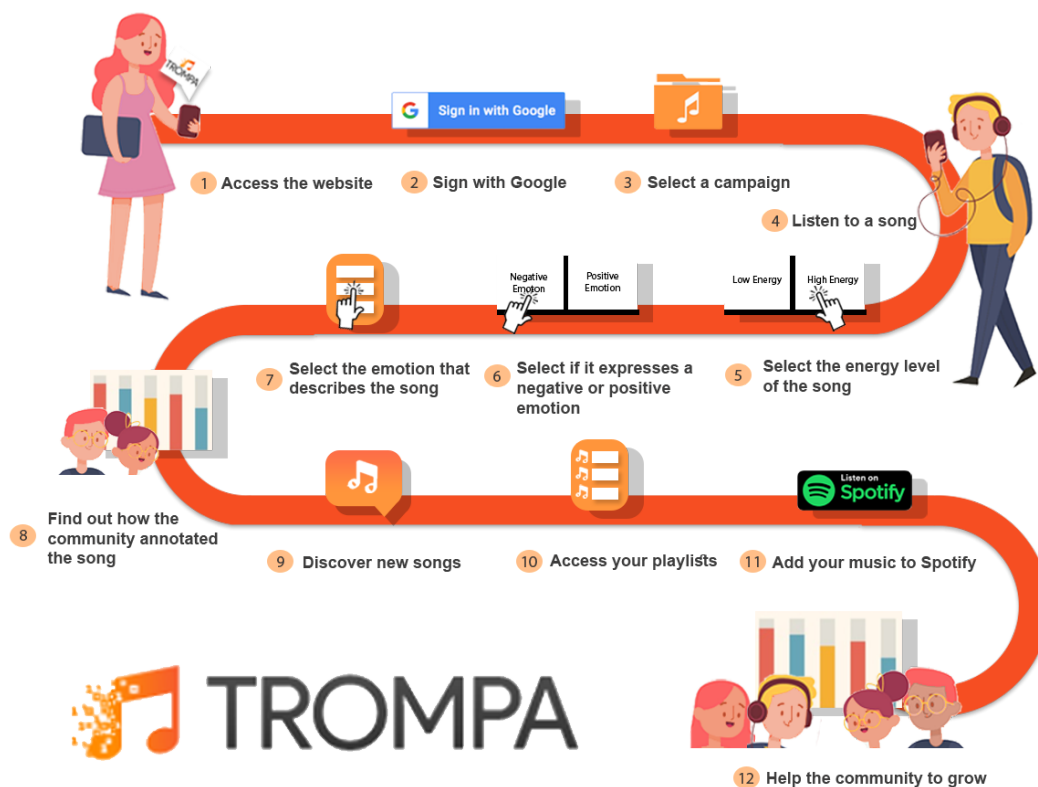 TROMPA
G Sign in with Google
1 Access the website
2 Sign with Google
3 Select a campaign
4 Listen to a song
Negative
Emotion
Positive
Emotion
Low Energy
High Energy
7 Select the emotion that
describes the song
6 Select if it expresses a
negative or positive
emotion
5 Select the energy level
of the song
Listen on
Spotify
8 Find out how the
community annotated
the song
9 Discover new songs
10 Access your playlists
11 Add your music to Spotify
TROMPA
12 Help the community to grow